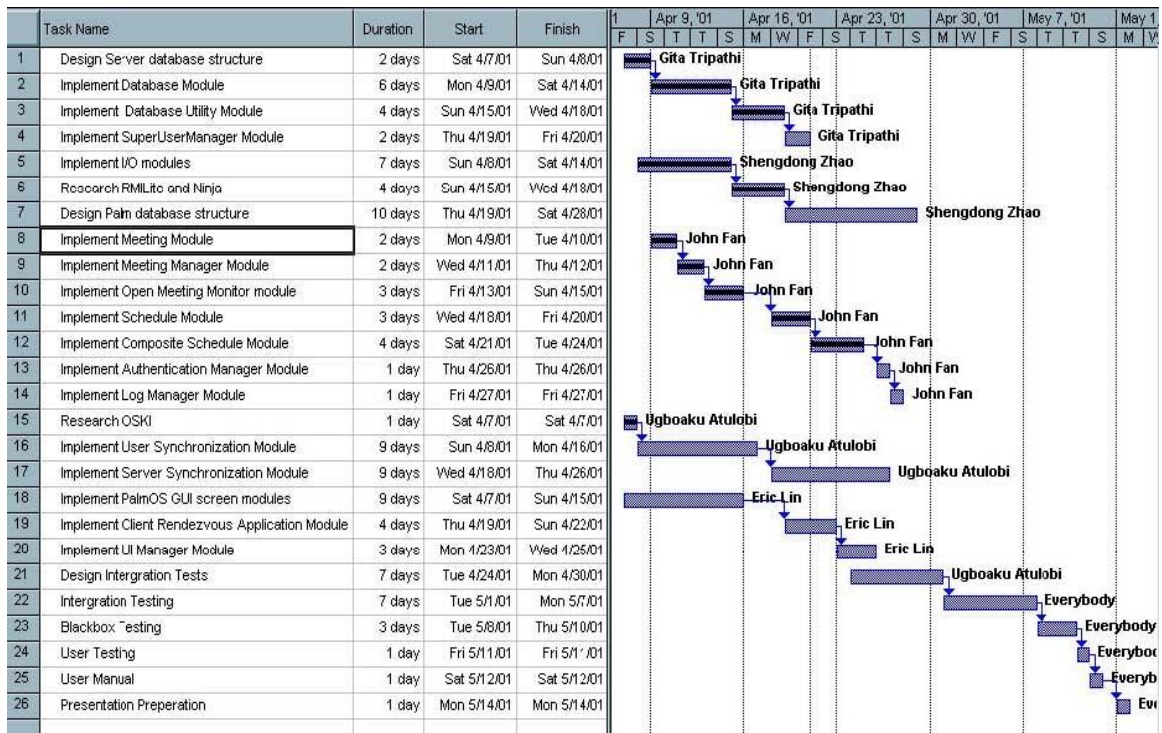 Task Name Duration Start Finish 1 Apr 9, '01 Apr 16, '01 Apr 23, '01 Apr 30, '01 May 7, '01 May 1
F S T T S M W F S T T S M W F S T T S M W
1 Design Server database structure 2 days Sat 4/7/01 Sun 4/8/01 Gita Tripathi
2 Implement Database Module 6 days Mon 4/9/01 Sat 4/14/01 Gita Tripathi
3 Implement Database Utility Module 4 days Sun 4/15/01 Wed 4/18/01 Gita Tripathi
4 Implement SuperUserManager Module 2 days Thu 4/19/01 Fri 4/20/01 Gita Tripathi
5 Implement I/O modules 7 days Sun 4/8/01 Sat 4/14/01 Shengdong Zhao
6 Research RMILite and Ninja 4 days Sun 4/15/01 Wed 4/18/01 Shengdong Zhao
7 Design Palm database structure 10 days Thu 4/19/01 Sat 4/28/01 Shengdong Zhao
8 Implement Meeting Module 2 days Mon 4/9/01 Tue 4/10/01 John Fan
9 Implement Meeting Manager Module 2 days Wed 4/11/01 Thu 4/12/01 John Fan
10 Implement Open Meeting Monitor module 3 days Fri 4/13/01 Sun 4/15/01 John Fan
11 Implement Schedule Module 3 days Wed 4/18/01 Fri 4/20/01 John Fan
12 Implement Composite Schedule Module 4 days Sat 4/21/01 Tue 4/24/01 John Fan
13 Implement Authentication Manager Module 1 day Thu 4/26/01 Thu 4/26/01 John Fan
14 Implement Log Manager Module 1 day Fri 4/27/01 Fri 4/27/01 John Fan
15 Research OSKI 1 day Sat 4/7/01 Sat 4/7/01 Ugboaku Atulobi
16 Implement User Synchronization Module 9 days Sun 4/8/01 Mon 4/16/01 Ugboaku Atulobi
17 Implement Server Synchronization Module 9 days Wed 4/18/01 Thu 4/26/01 Ugboaku Atulobi
18 Implement PalmOS GUI screen modules 9 days Sat 4/7/01 Sun 4/15/01 Eric Lin
19 Implement Client Rendezvous Application Module 4 days Thu 4/19/01 Sun 4/22/01 Eric Lin
20 Implement UI Manager Module 3 days Mon 4/23/01 Wed 4/25/01 Eric Lin
21 Design Intergration Tests 7 days Tue 4/24/01 Mon 4/30/01 Ugboaku Atulobi
22 Intergration Testing 7 days Tue 5/1/01 Mon 5/7/01 Everybody
23 Blackbox Testing 3 days Tue 5/8/01 Thu 5/10/01 Everybody
24 User Testing 1 day Fri 5/11/01 Fri 5/11/01 Everyboc
25 User Manual 1 day Sat 5/12/01 Sat 5/12/01 Everyb
26 Presentation Preperation 1 day Mon 5/14/01 Mon 5/14/01 Eve